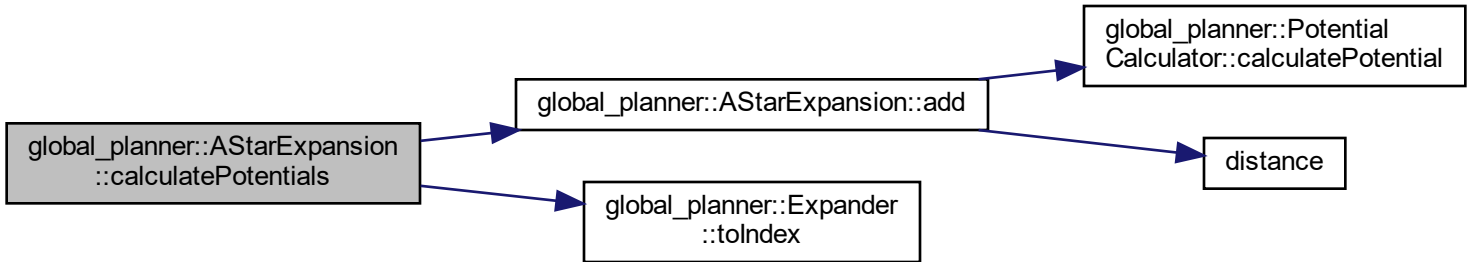 global_planner::AStarExpansion
::calculatePotentials
global_planner::AStarExpansion::add
global_planner::Potential
Calculator::calculatePotential
distance
global_planner::Expander
::toIndex